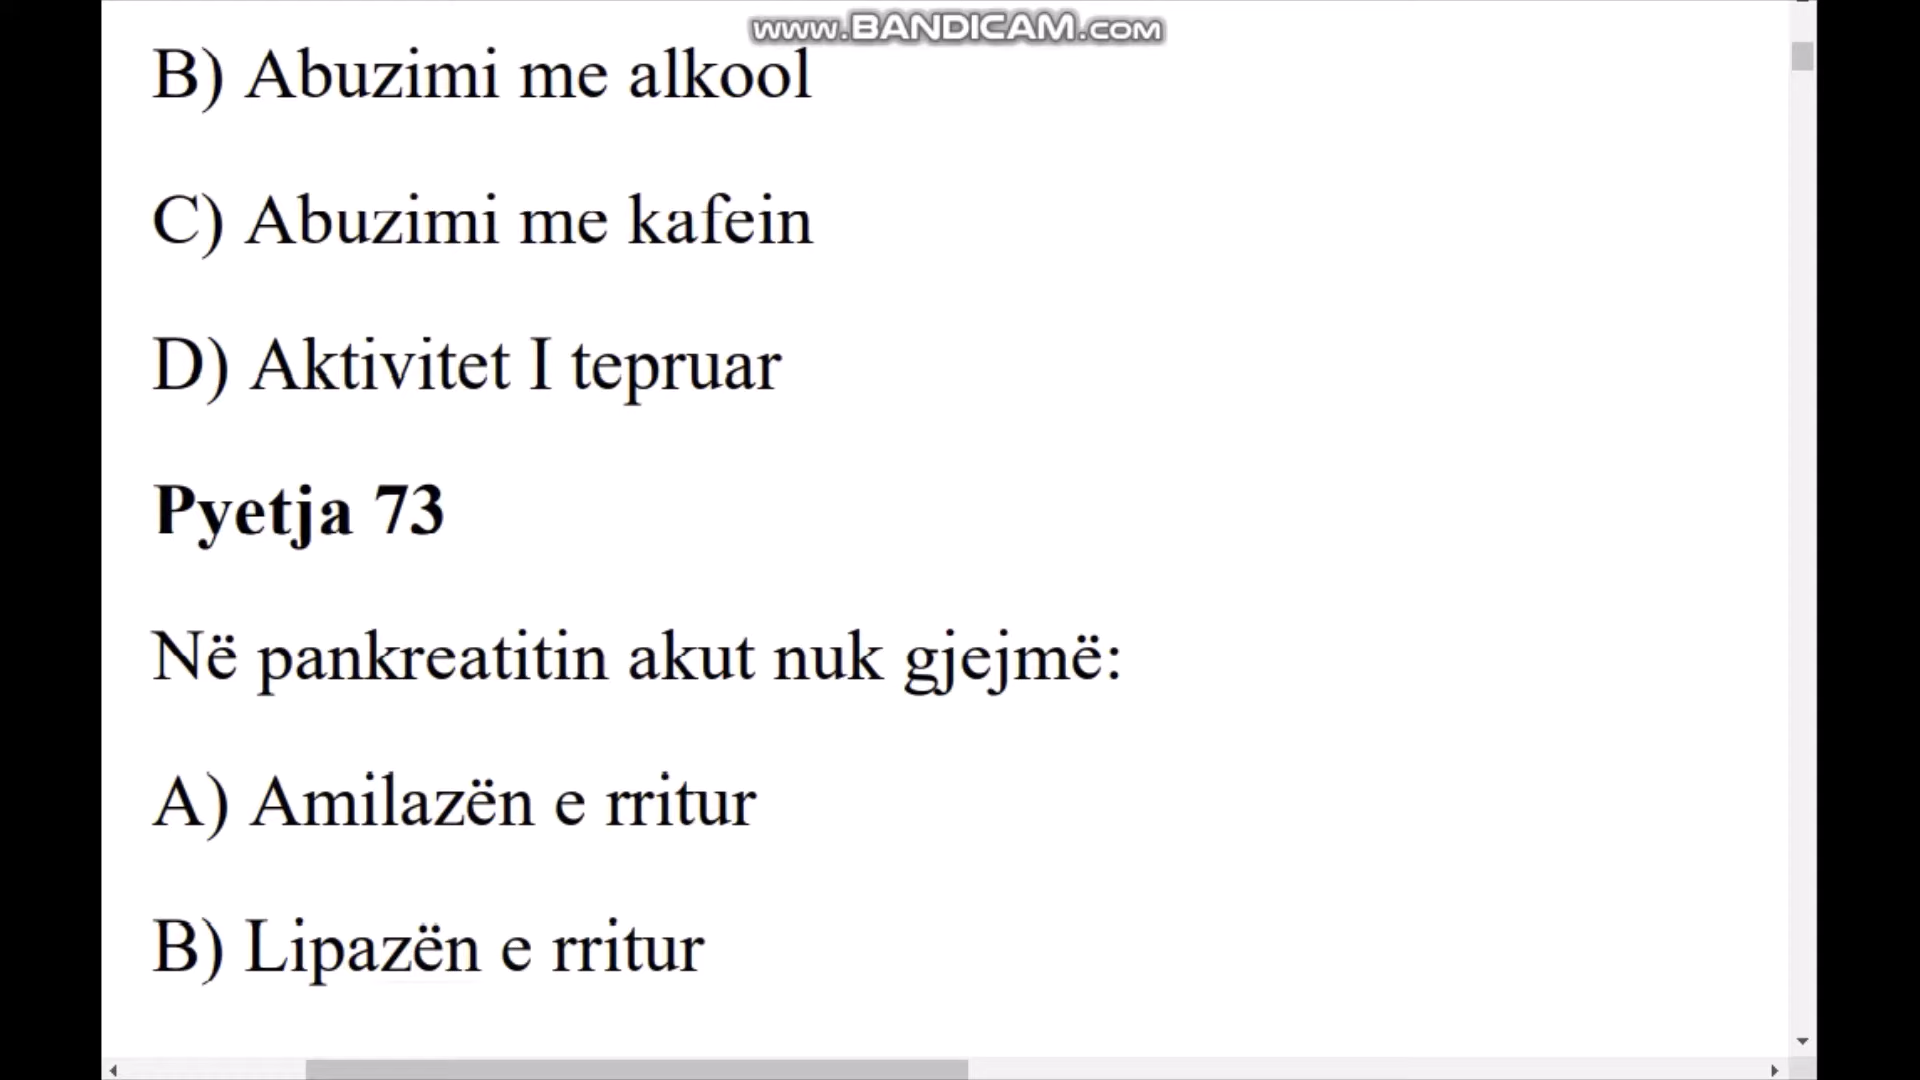 www.BANDICAM.com
B) Abuzimi me alkool
C) Abuzimi me kafein
D) Aktivitet I tepruar
Pyetja 73
Në pankreatitin akut nuk gjejmë:
A) Amilazën e rritur
B) Lipazën e rritur